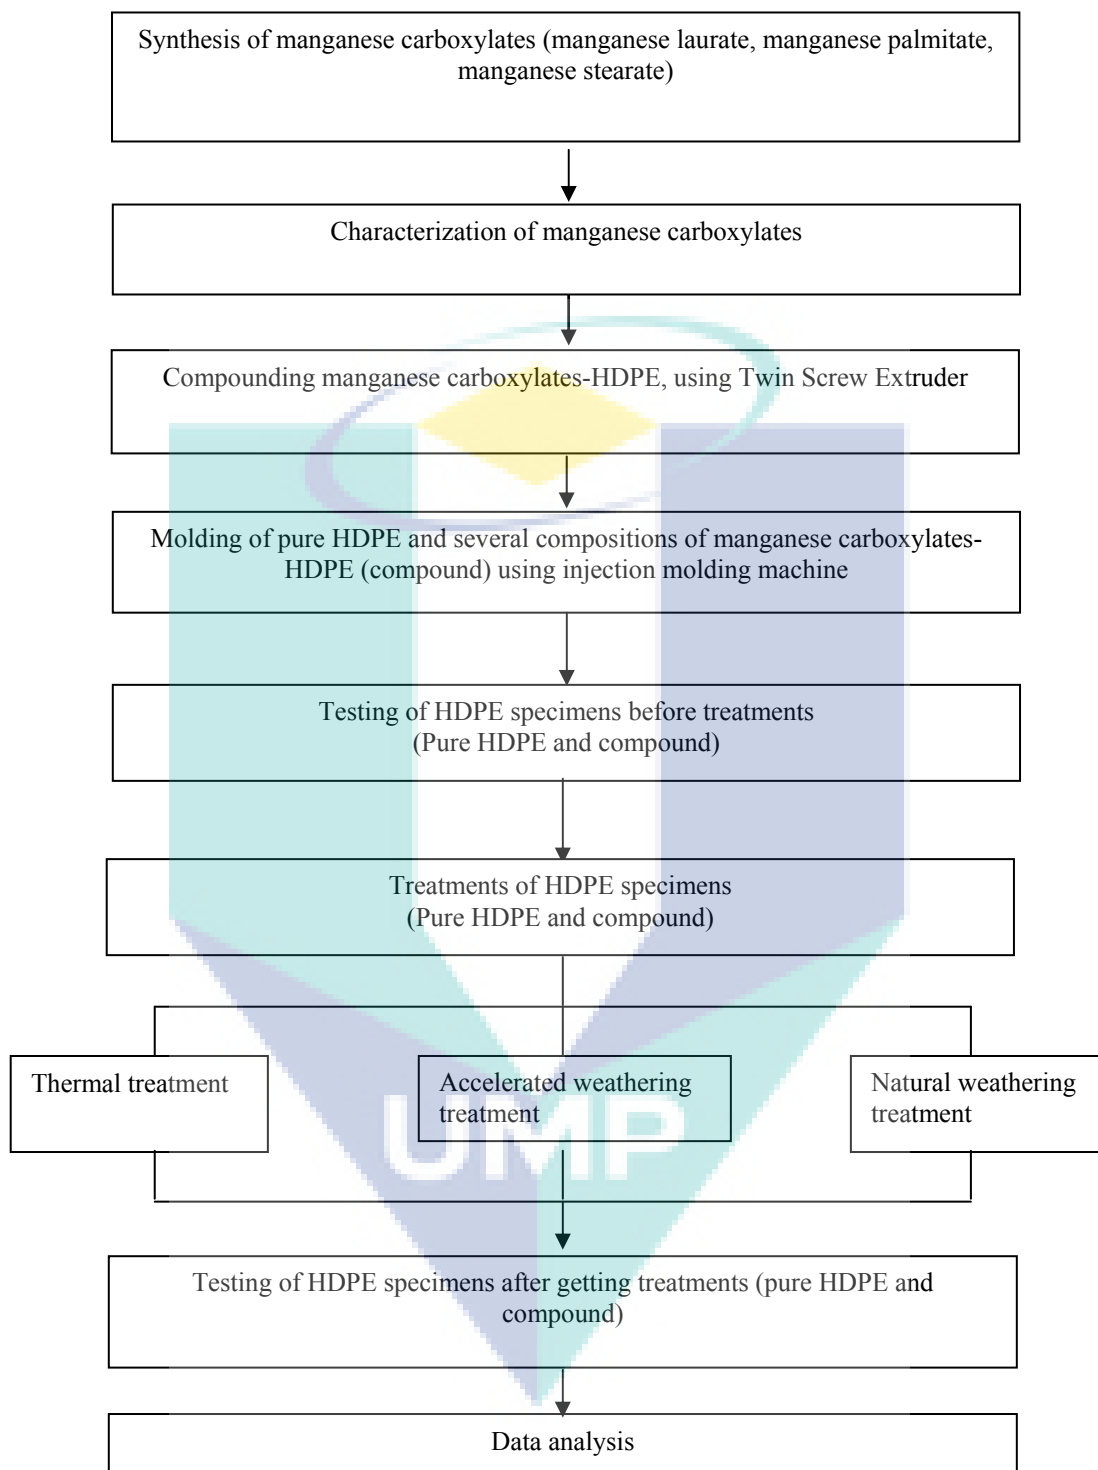 Synthesis of manganese carboxylates (manganese laurate, manganese palmitate,
manganese stearate)
Characterization of manganese carboxylates
Compounding manganese carboxylates-HDPE, using Twin Screw Extruder
Molding of pure HDPE and several compositions of manganese carboxylates-
HDPE (compound) using injection molding machine
Testing of HDPE specimens before treatments
(Pure HDPE and compound)
Treatments of HDPE specimens
(Pure HDPE and compound)
Thermal treatment
Accelerated weathering
treatment
Natural weathering
treatment
UMP
Testing of HDPE specimens after getting treatments (pure HDPE and
compound)
Data analysis